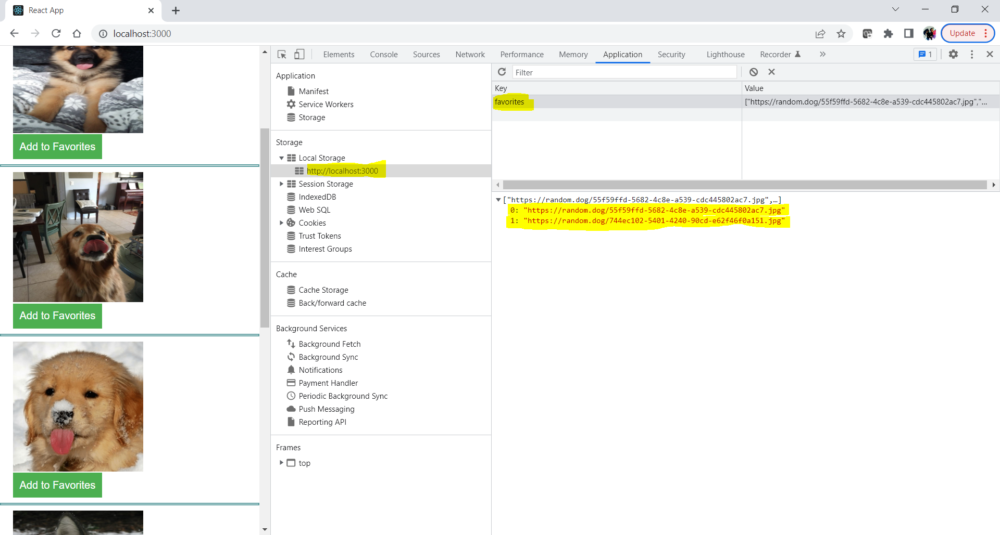 React App
localhost:3000
Update
Elements Console Sources Network Performance Memory Application Security Lighthouse Recorder 1
Add to Favorites
Add to Favorites
Add to Favorites
Application
Manifest
Service Workers
Storage
Storage
Local Storage
http://localhost:3000
Session Storage
IndexedDB
Web SQL
Cookies
Trust Tokens
Interest Groups
Cache
Cache Storage
Back/forward cache
Background Services
Background Fetch
Background Sync
Notifications
Payment Handler
Periodic Background Sync
Push Messaging
Reporting API
Frames
top
Filter
Key Value
favorites ["https://random.dog/55f59ffd-5682-4c8e-a539-cdc445802ac7.jpg","...
["https://random.dog/55f59ffd-5682-4c8e-a539-cdc445802ac7.jpg",…]
0: "https://random.dog/55f59ffd-5682-4c8e-a539-cdc445802ac7.jpg"
1: "https://random.dog/744ec102-5401-4240-90cd-e62f46f0a151.jpg"